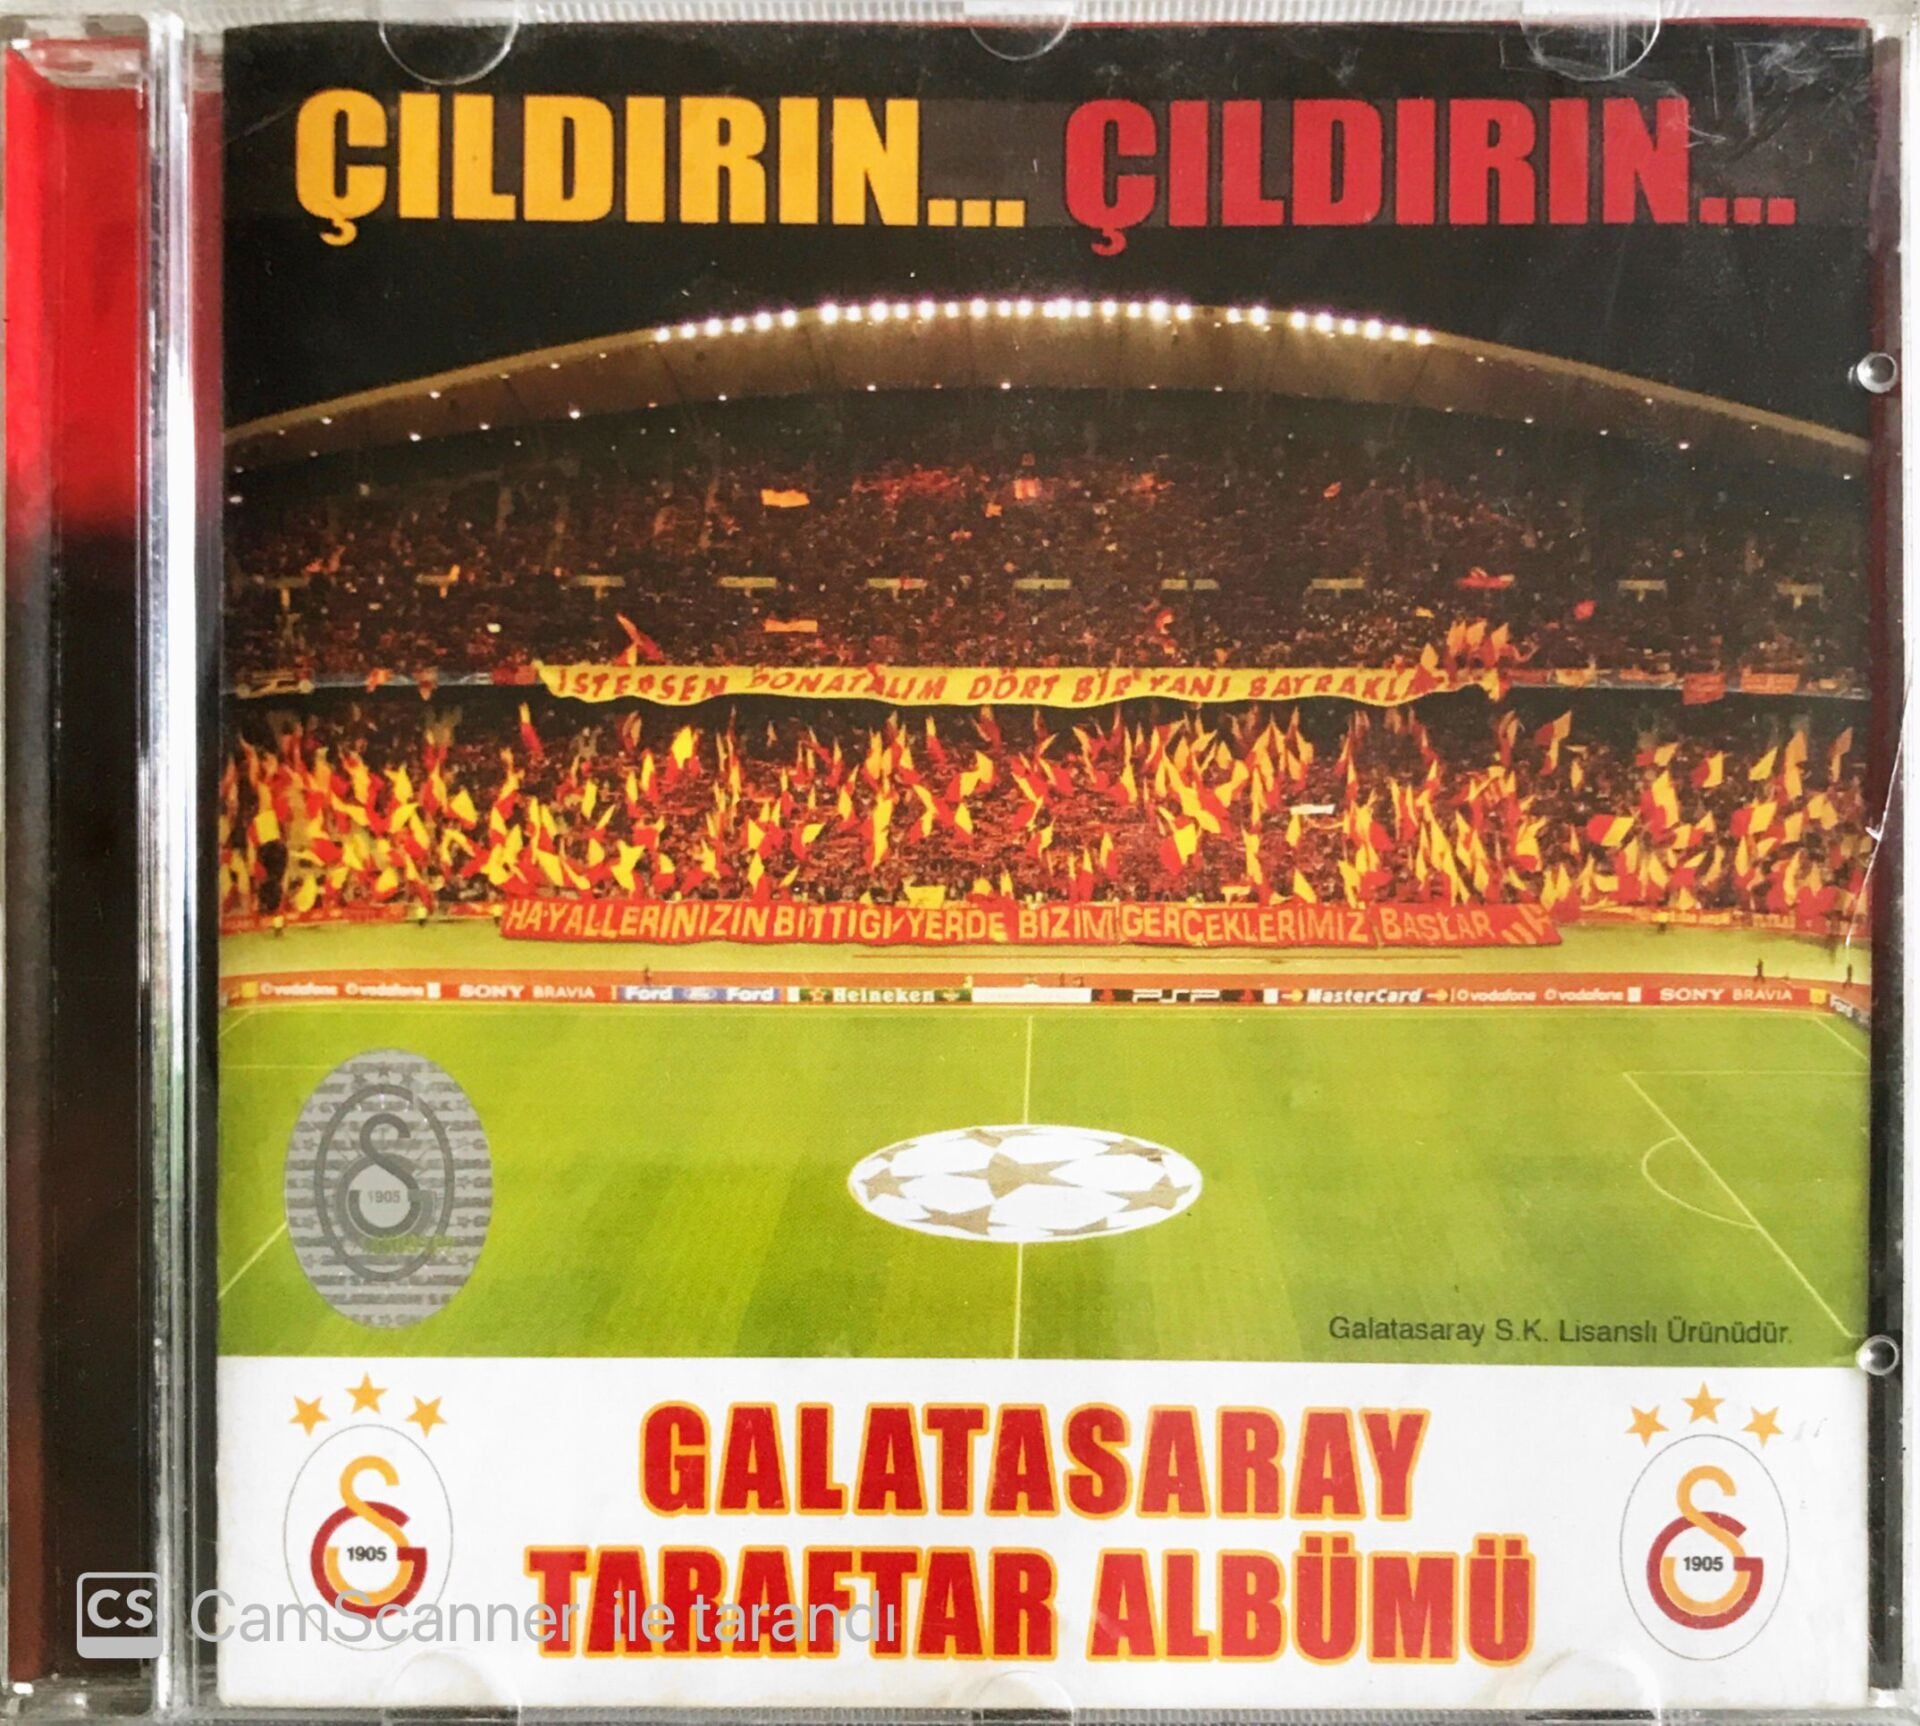 ÇILDIRIN... ÇILDIRIN...
İSTERSEN DONATALIM DÖRT BİR YANI BAYRAKLA
HAYALLERİNİZİN BİTTİĞİ YERDE BİZİM GERÇEKLERİMİZ BAŞLAR
vodafone vodafone SONY BRAVIA Ford Ford Heineken PSP MasterCard vodafone vodafone SONY BRAVIA Ford
1905
Galatasaray S.K. Lisanslı Ürünüdür.
GALATASARAY
TARAFTAR ALBÜMÜ
1905
1905
CS CamScanner ile tarandı